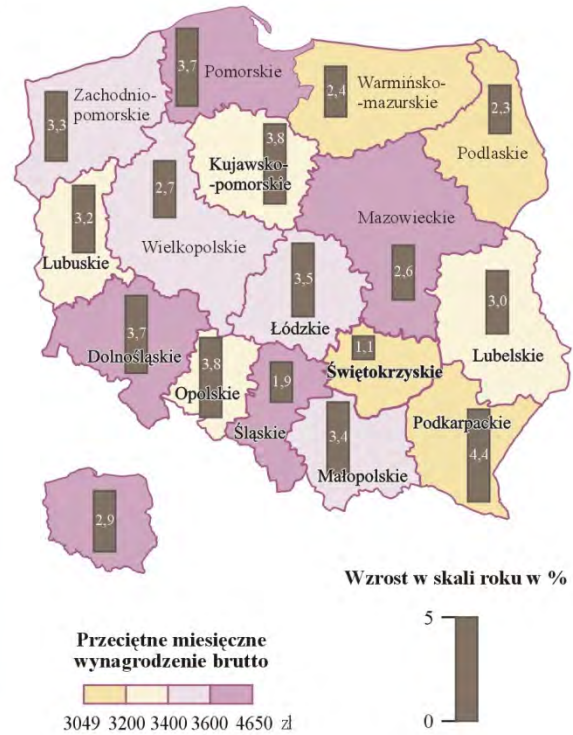 3,7
Pomorskie
Zachodnio-
pomorskie
3,3
2,4
Warmińsko-
-mazurskie
2,3
Podlaskie
3,8
Kujawsko-
-pomorskie
2,7
Wielkopolskie
3,2
Lubuskie
Mazowieckie
2,6
3,5
Łódzkie
3,0
Lubelskie
3,7
Dolnośląskie
3,8
Opolskie
1,9
Śląskie
1,1
Świętokrzyskie
3,4
Małopolskie
Podkarpackie
4,4
2,9
Wzrost w skali roku w %
5
0
Przeciętne miesięczne
wynagrodzenie brutto
3049 3200 3400 3600 4650 zł